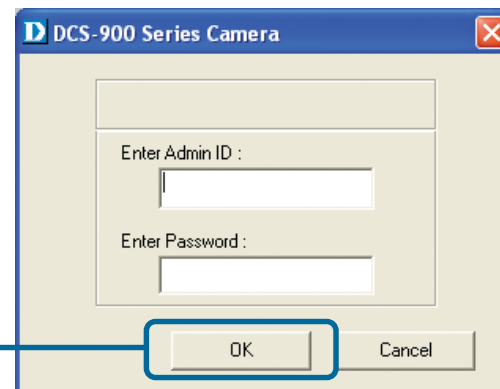 DCS-900 Series Camera
Enter Admin ID :
Enter Password :
OK
Cancel